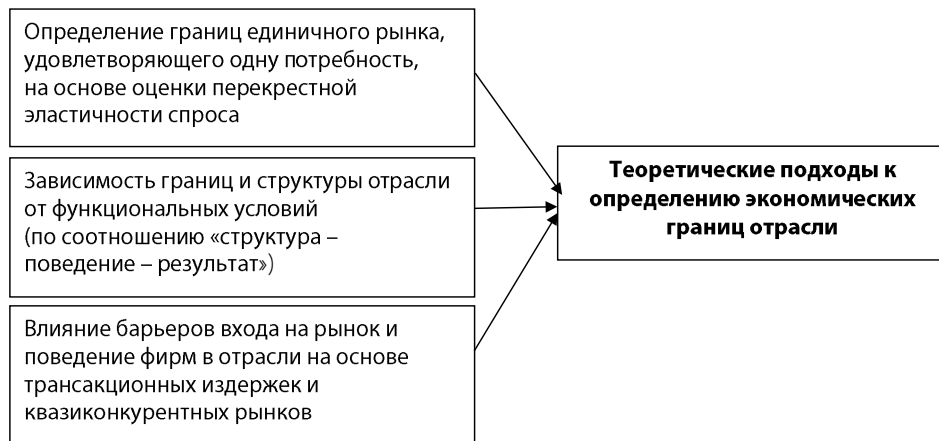 Определение границ единичного рынка,
удовлетворяющего одну потребность,
на основе оценки перекрестной
эластичности спроса
Зависимость границ и структуры отрасли
от функциональных условий
(по соотношению «структура –
поведение – результат»)
Влияние барьеров входа на рынок и
поведение фирм в отрасли на основе
трансакционных издержек и
квазиконкурентных рынков
Теоретические подходы к
определению экономических
границ отрасли